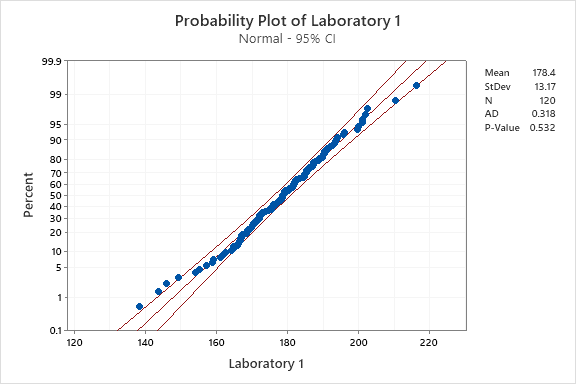 Probability Plot of Laboratory 1
Normal - 95% CI
99.9
99
95
90
80
70
60
50
40
30
20
10
5
1
0.1
Percent
120 140 160 180 200 220
Laboratory 1
Mean 178.4
StDev 13.17
N 120
AD 0.318
P-Value 0.532